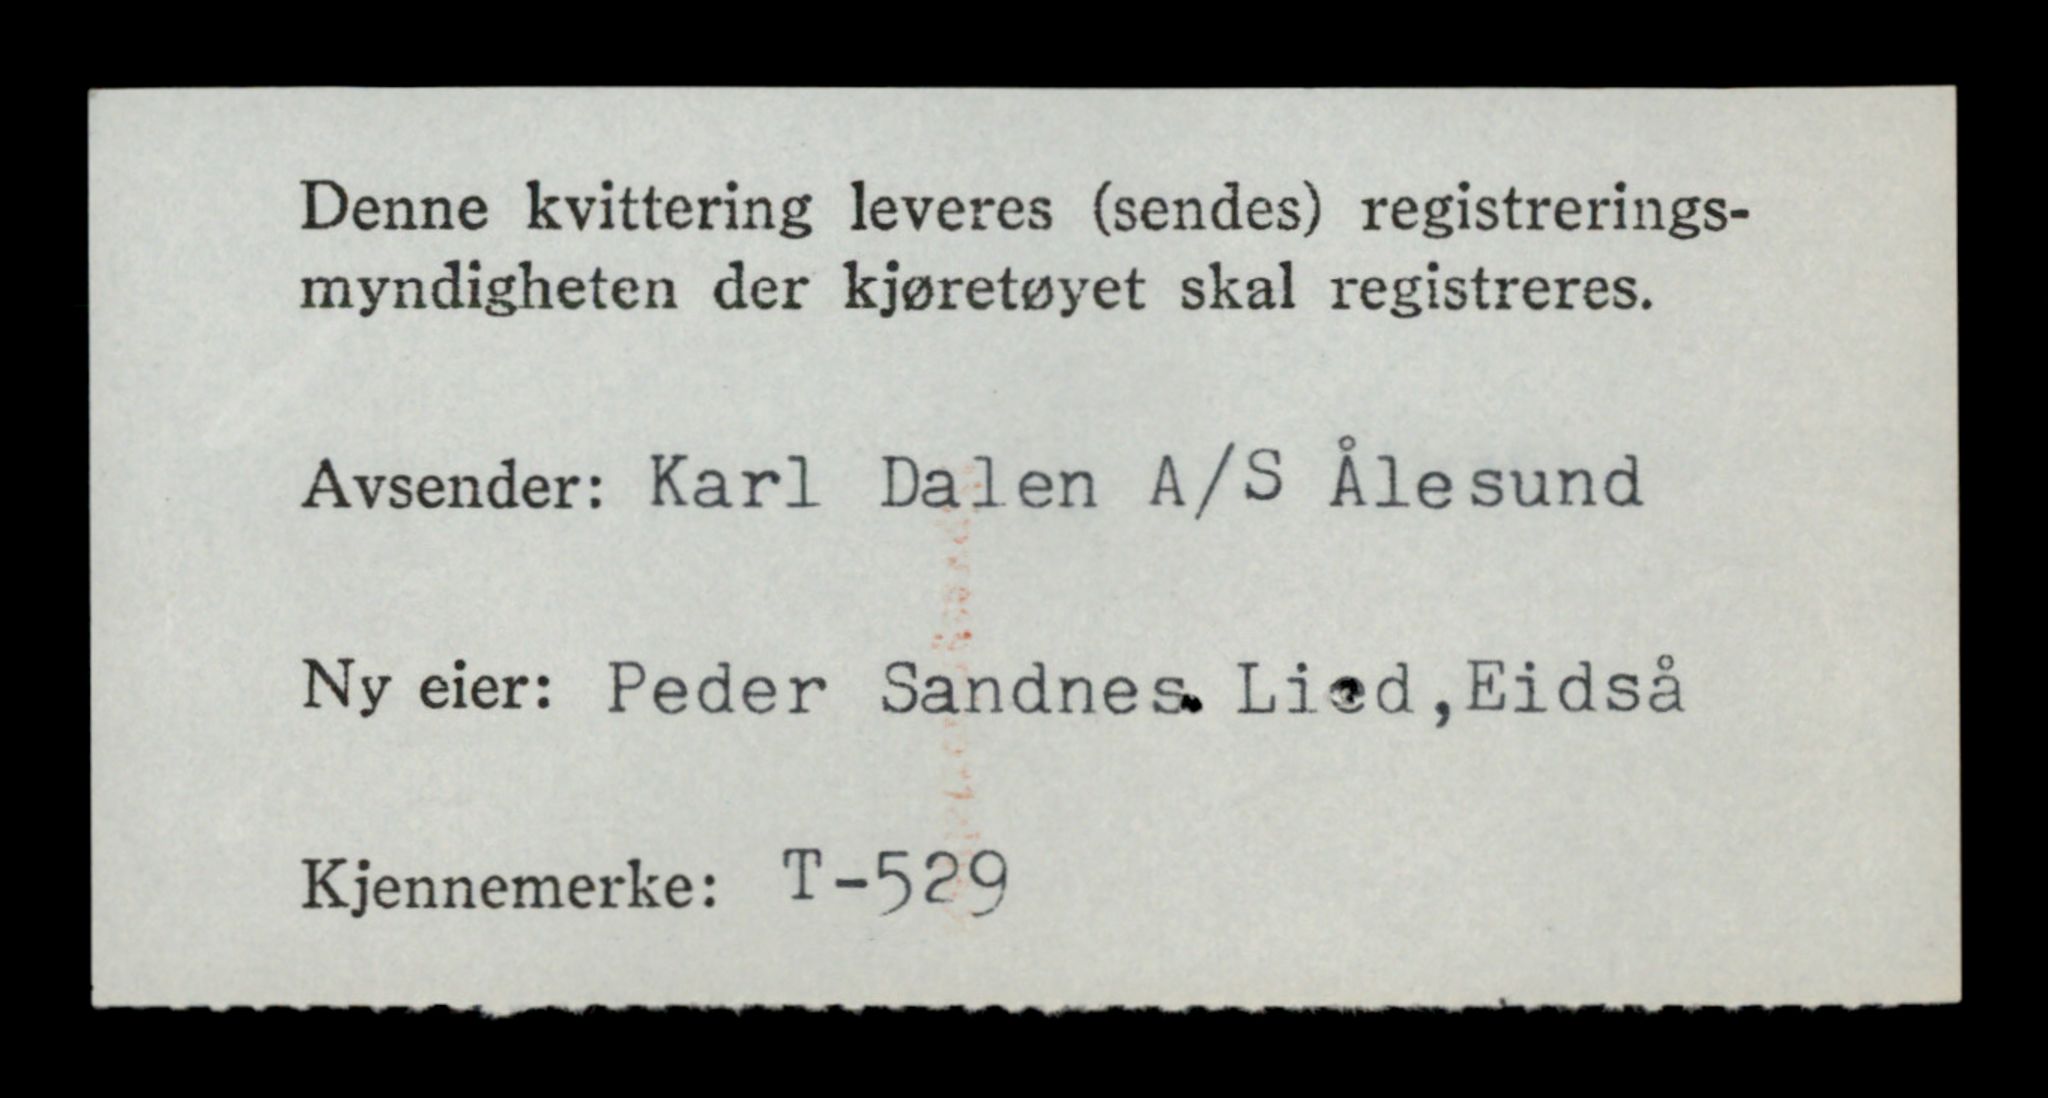 Denne kvittering leveres (sendes) registrerings-
myndigheten der kjøretøyet skal registreres.
Avsender: Karl Dalen A/S Ålesund
Ny eier: Peder Sandnes. Lied,Eidså
Kjennemerke: T-529